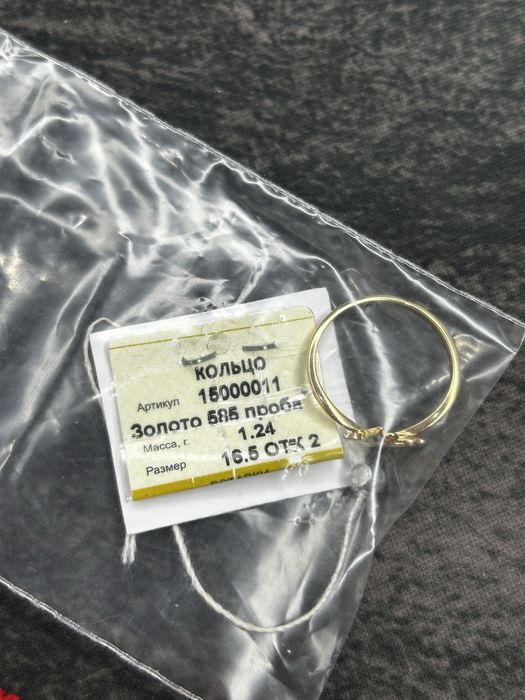 кольцо
Артикул 15000011
Золото 585 проба
Масса, г. 1.24
Размер 16.5 ОТК 2